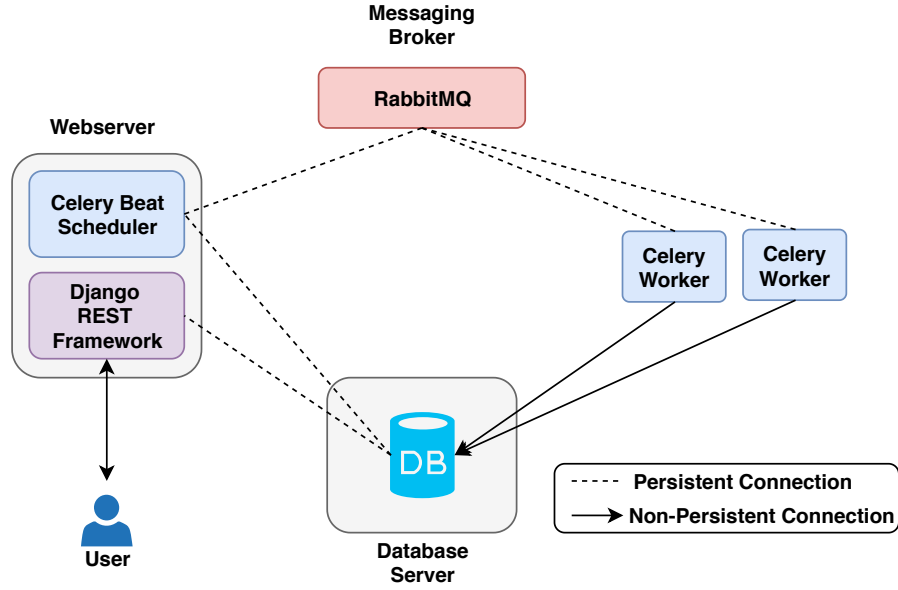 Messaging
Broker
RabbitMQ
Webserver
Celery Beat
Scheduler
Django
REST
Framework
Celery
Worker
Celery
Worker
DB
Persistent Connection
Non-Persistent Connection
User
Database
Server